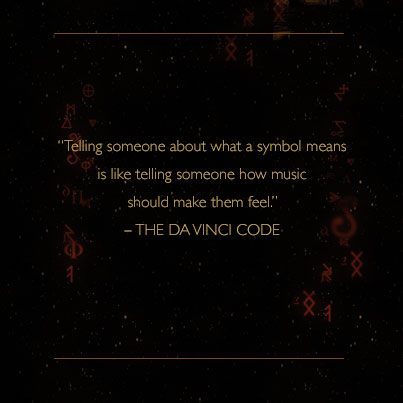 “Telling someone about what a symbol means
is like telling someone how music
should make them feel.”
– THE DA VINCI CODE